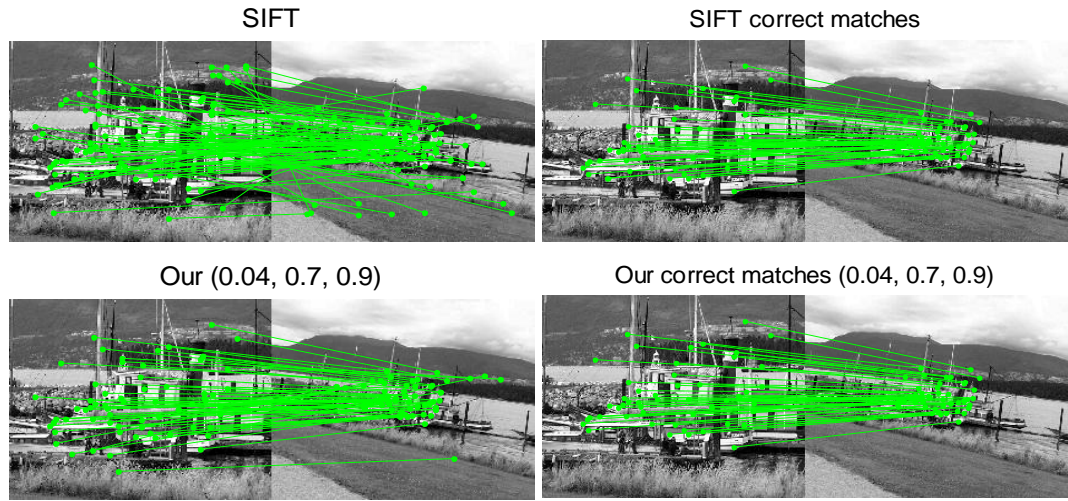 SIFT
SIFT correct matches
Our (0.04, 0.7, 0.9)
Our correct matches (0.04, 0.7, 0.9)